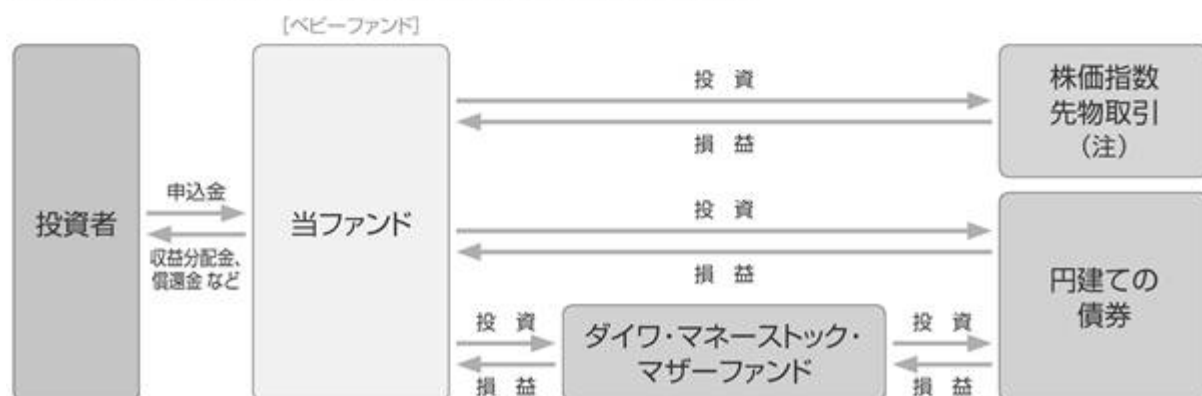 [ベビーファンド]
投資者
申込金
収益分配金、
償還金 など
当ファンド
投 資
損 益
株価指数
先物取引
(注)
投 資
損 益
円建ての
債券
投 資
損 益
ダイワ・マネーストック・
マザーファンド
投 資
損 益